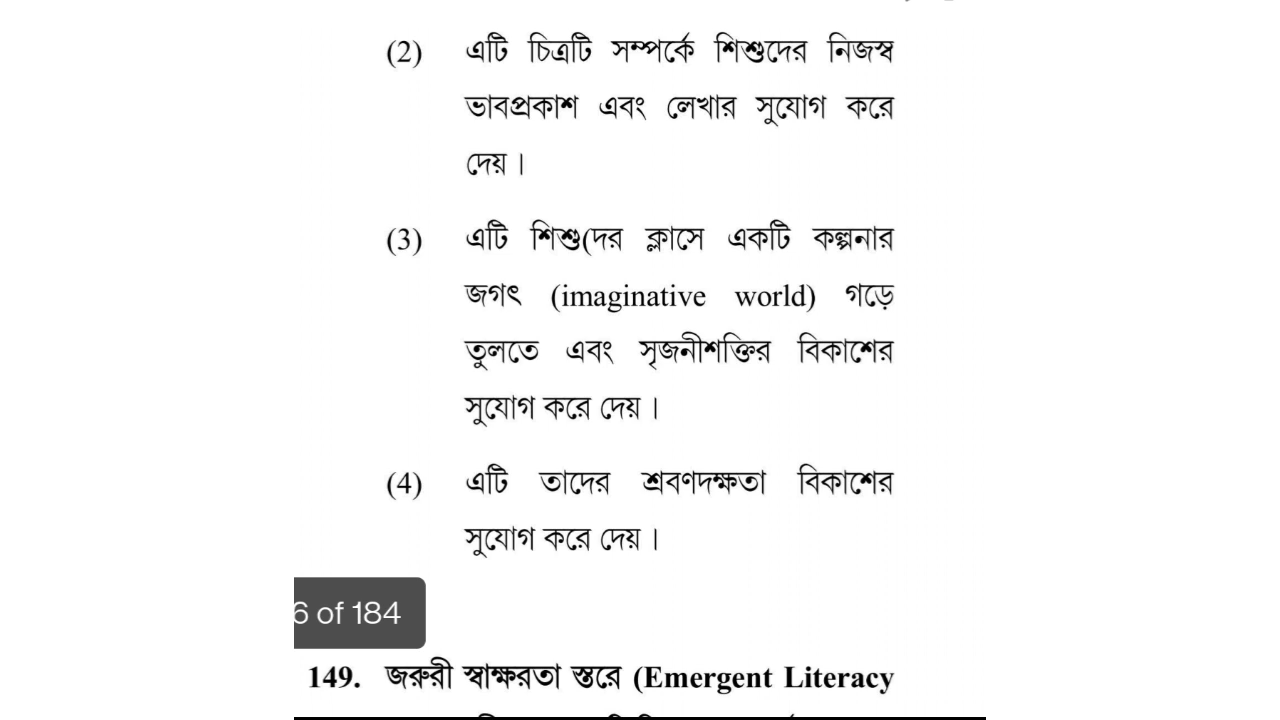 (2) এটি চিত্রটি সম্পর্কে শিশুদের নিজস্ব
ভাবপ্রকাশ এবং লেখার সুযোগ করে
দেয়।
(3) এটি শিশু(দর ক্লাসে একটি কল্পনার
জগৎ (imaginative world) গড়ে
তুলতে এবং সৃজনীশক্তির বিকাশের
সুযোগ করে দেয়।
(4) এটি তাদের শ্রবণদক্ষতা বিকাশের
সুযোগ করে দেয়।
6 of 184
149. জরুরী স্বাক্ষরতা স্তরে (Emergent Literacy